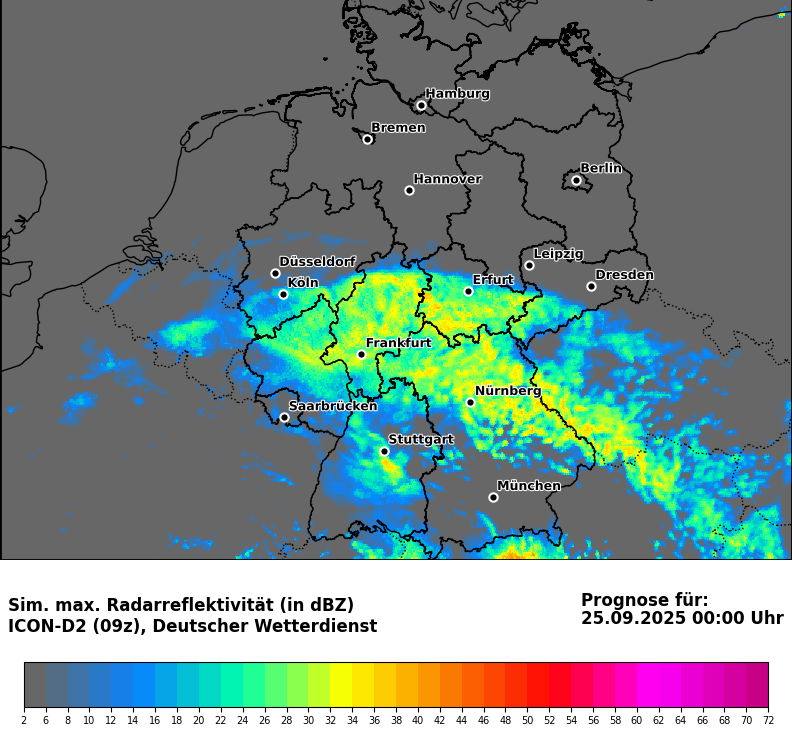 Hamburg
Bremen
Berlin
Hannover
Leipzig
Düsseldorf
Dresden
Köln
Erfurt
Frankfurt
Nürnberg
Saarbrücken
Stuttgart
München
Sim. max. Radarreflektivität (in dBZ)
ICON-D2 (09z), Deutscher Wetterdienst
Prognose für:
25.09.2025 00:00 Uhr
2 6 8 10 12 14 16 18 20 22 24 26 28 30 32 34 36 38 40 42 44 46 48 50 52 54 56 58 60 62 64 66 68 70 72